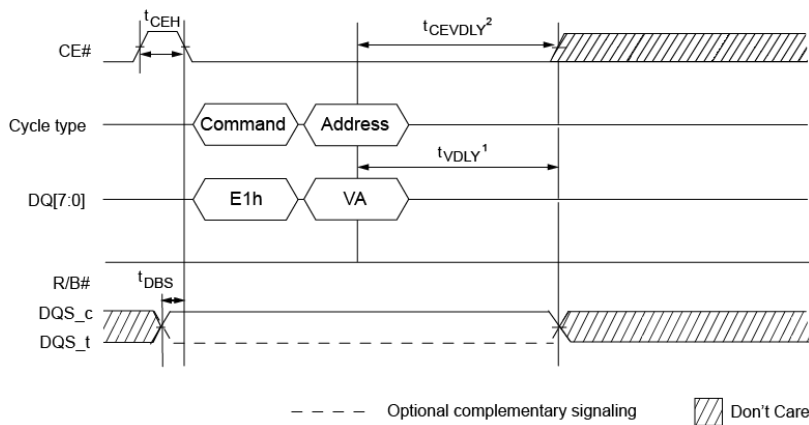 tCEH
tCEVDLY²
CE#
Cycle type
Command
Address
tVDLY¹
DQ[7:0]
E1h
VA
R/B#
tDBS
DQS_c
DQS_t
Optional complementary signaling
Don't Care